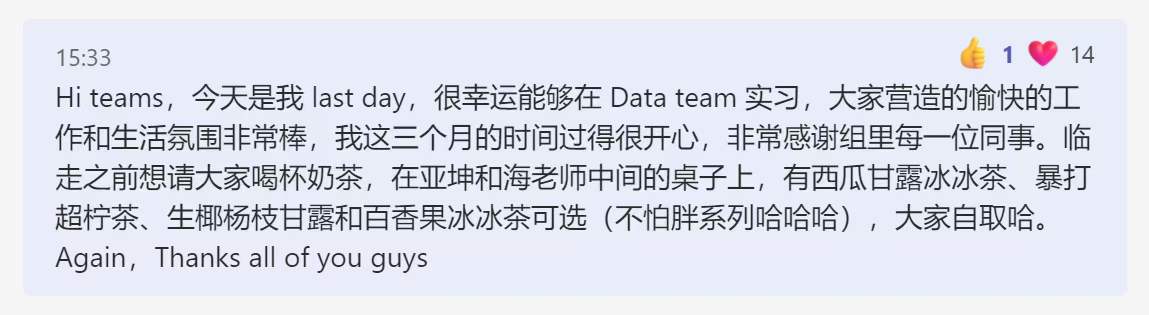 15:33
👍 1 ❤️ 14
Hi teams，今天是我 last day，很幸运能够在 Data team 实习，大家营造的愉快的工
作和生活氛围非常棒，我这三个月的时间过得很开心，非常感谢组里每一位同事。临
走之前想请大家喝杯奶茶，在亚坤和海老师中间的桌子上，有西瓜甘露冰冰茶、暴打
超柠茶、生椰杨枝甘露和百香果冰冰茶可选（不怕胖系列哈哈哈），大家自取哈。
Again，Thanks all of you guys